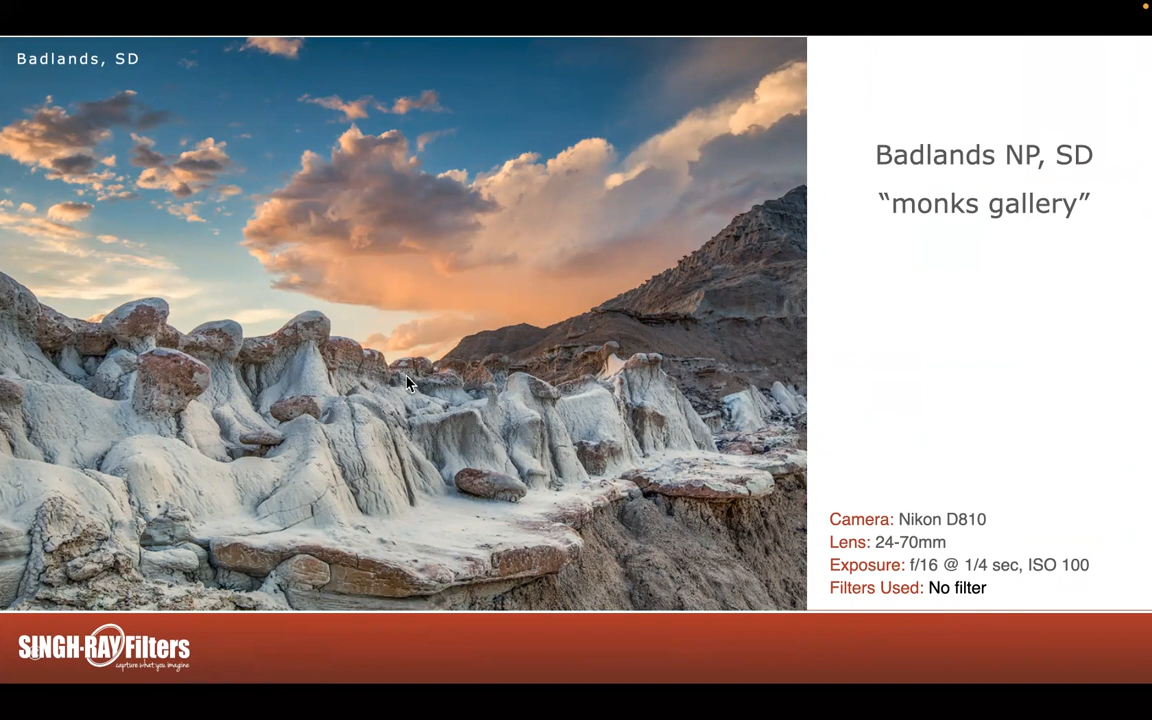 Badlands, SD
Badlands NP, SD
“monks gallery”
Camera: Nikon D810
Lens: 24-70mm
Exposure: f/16 @ 1/4 sec, ISO 100
Filters Used: No filter
SINGH-RAY Filters
capture what you imagine